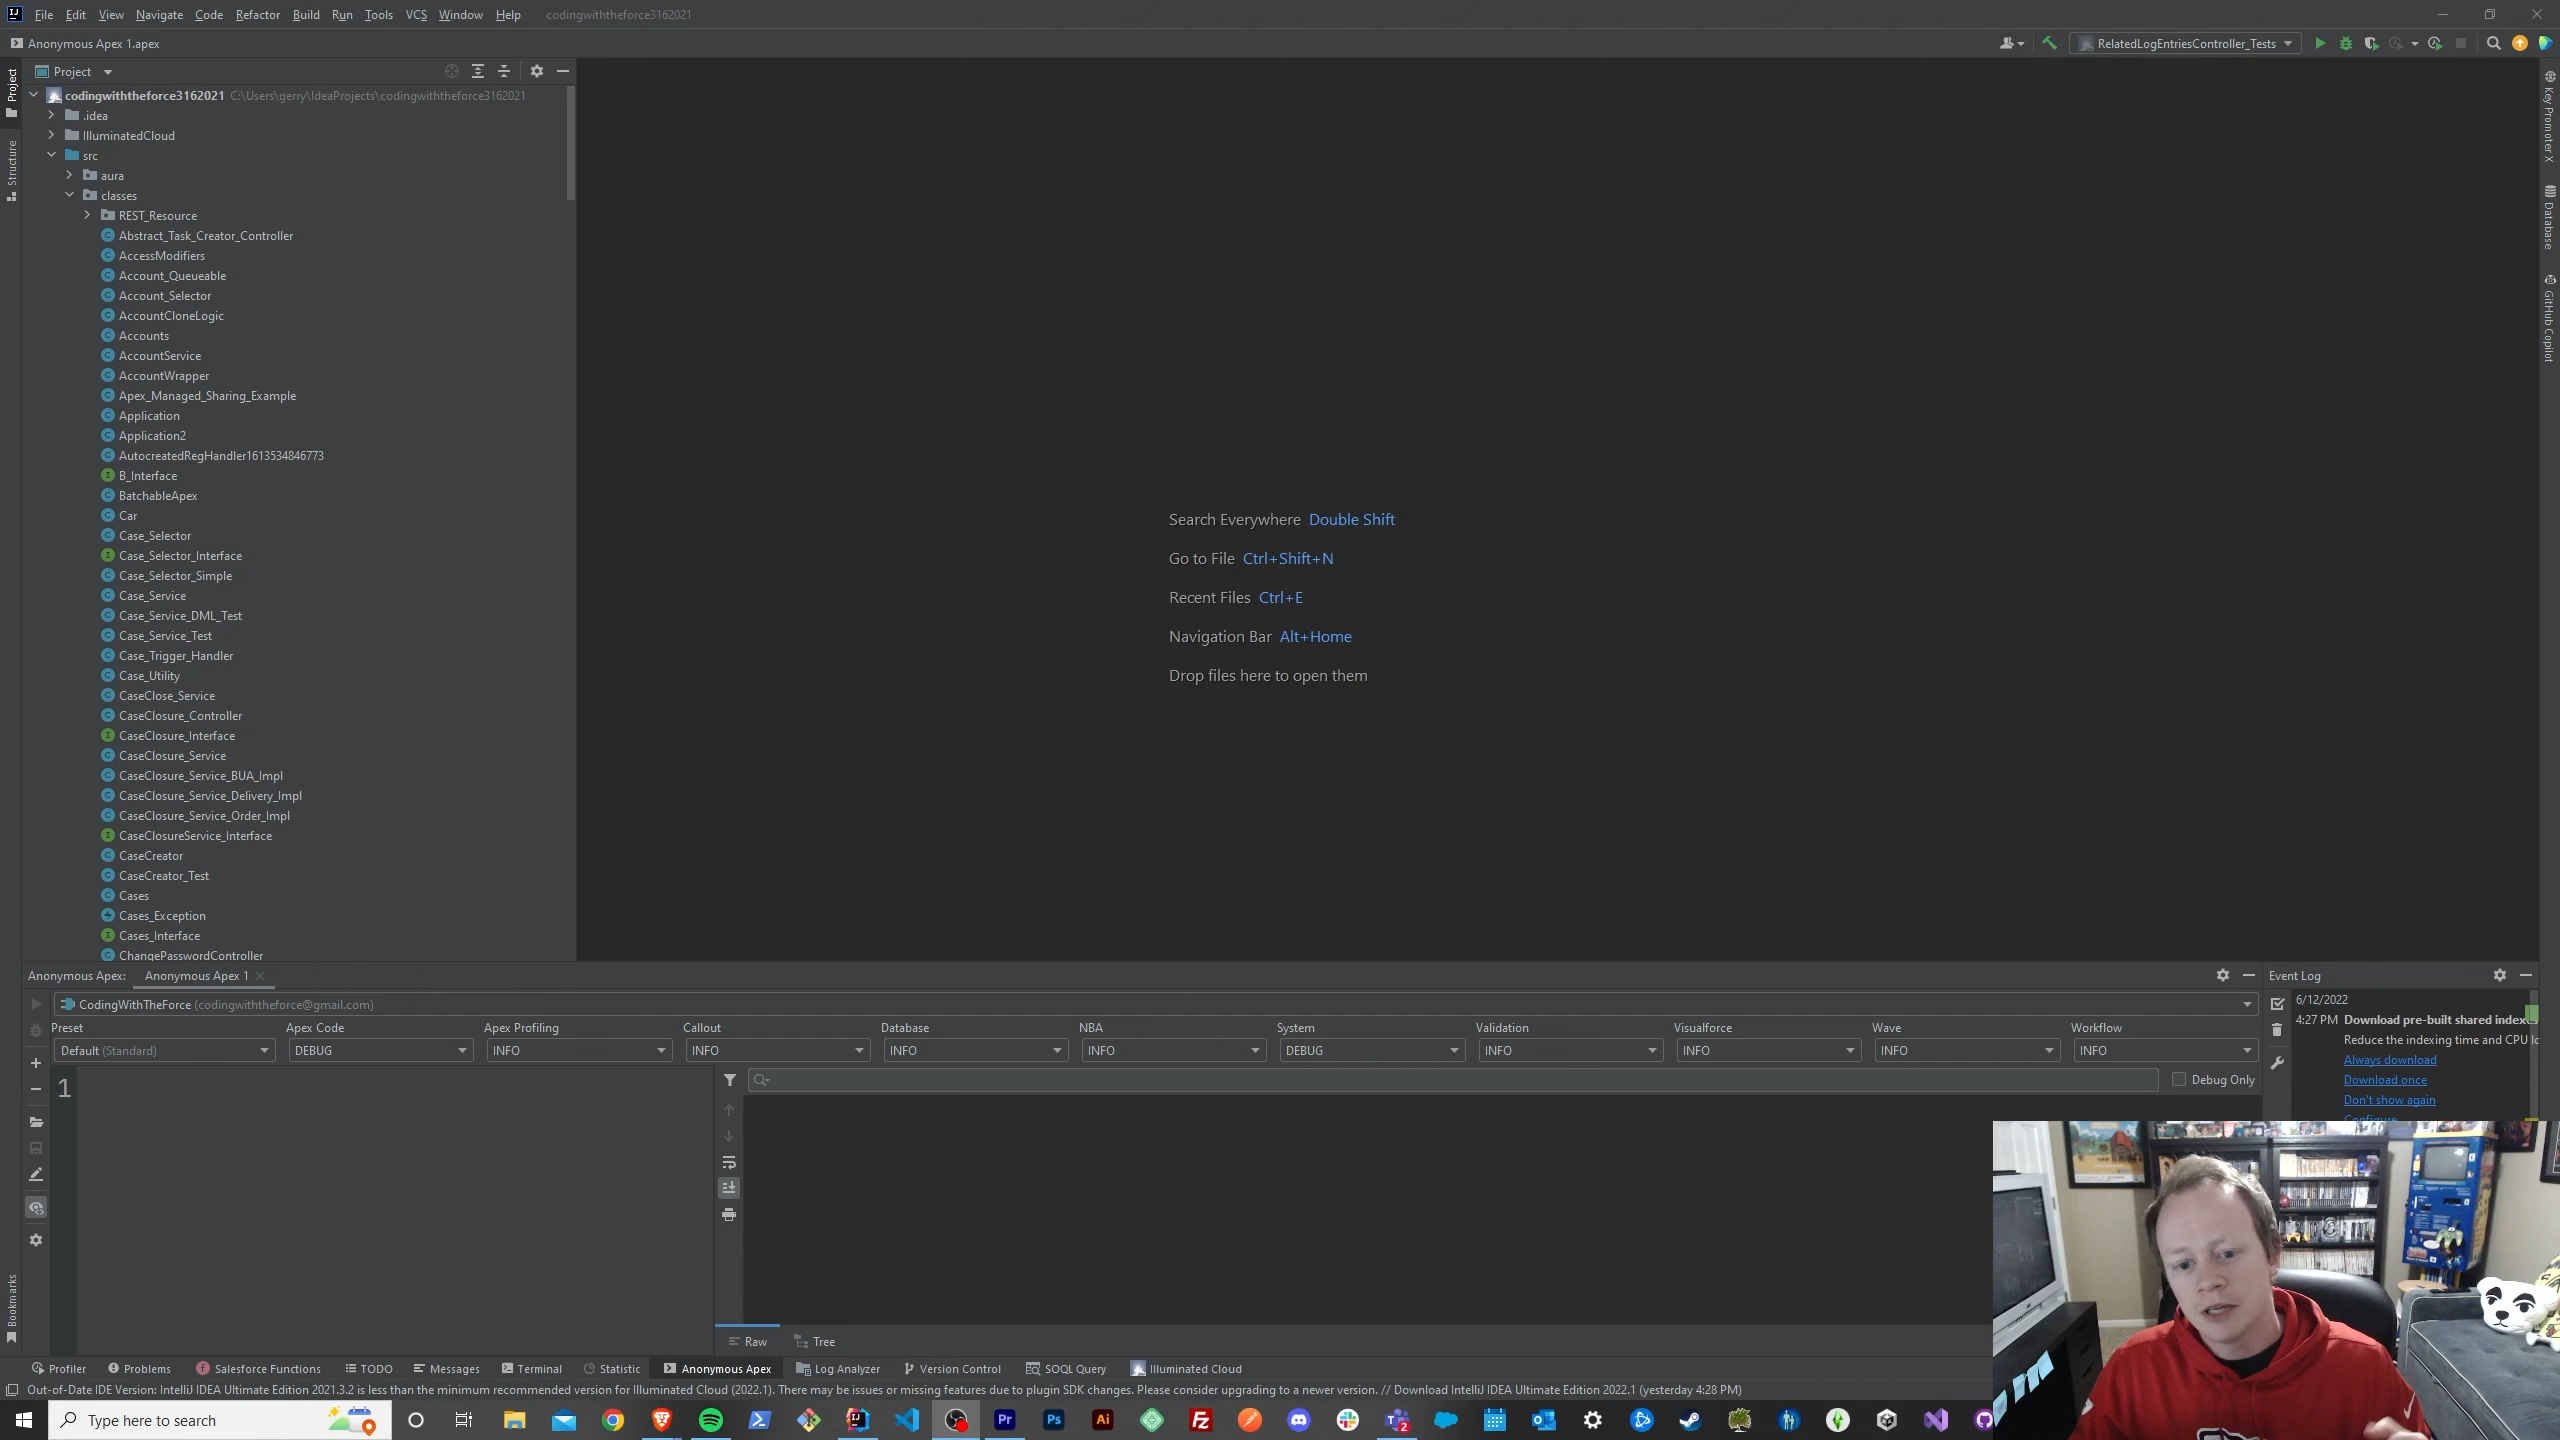 File Edit View Navigate Code Refactor Build Run Tools VCS Window Help codingwiththeforce3162021
Anonymous Apex 1.apex
RelatedLogEntriesController_Tests
Project
codingwiththeforce3162021 C:\Users\gerry\IdeaProjects\codingwiththeforce3162021
.idea
IlluminatedCloud
src
aura
classes
REST_Resource
Abstract_Task_Creator_Controller
AccessModifiers
Account_Queueable
Account_Selector
AccountCloneLogic
Accounts
AccountService
AccountWrapper
Apex_Managed_Sharing_Example
Application
Application2
AutocreatedRegHandler1613534846773
B_Interface
BatchableApex
Car
Case_Selector
Case_Selector_Interface
Case_Selector_Simple
Case_Service
Case_Service_DML_Test
Case_Service_Test
Case_Trigger_Handler
Case_Utility
CaseClose_Service
CaseClosure_Controller
CaseClosure_Interface
CaseClosure_Service
CaseClosure_Service_BUA_Impl
CaseClosure_Service_Delivery_Impl
CaseClosure_Service_Order_Impl
CaseClosureService_Interface
CaseCreator
CaseCreator_Test
Cases
Cases_Exception
Cases_Interface
ChangePasswordController
Project
Structure
Bookmarks
Search Everywhere Double Shift
Go to File Ctrl+Shift+N
Recent Files Ctrl+E
Navigation Bar Alt+Home
Drop files here to open them
Key Promoter X
Database
GitHub Copilot
Anonymous Apex: Anonymous Apex 1
CodingWithTheForce (codingwiththeforce@gmail.com)
Preset Apex Code Apex Profiling Callout Database NBA System Validation Visualforce Wave Workflow
Default (Standard) DEBUG INFO INFO INFO INFO DEBUG INFO INFO INFO INFO
1
Debug Only
Raw Tree
Event Log
6/12/2022
4:27 PM Download pre-built shared indexes
Reduce the indexing time and CPU lo
Always download
Download once
Don't show again
Configure
Profiler Problems Salesforce Functions TODO Messages Terminal Statistic Anonymous Apex Log Analyzer Version Control SOQL Query Illuminated Cloud
Out-of-Date IDE Version: IntelliJ IDEA Ultimate Edition 2021.3.2 is less than the minimum recommended version for Illuminated Cloud (2022.1). There may be issues or missing features due to plugin SDK changes. Please consider upgrading to a newer version. // Download IntelliJ IDEA Ultimate Edition 2022.1 (yesterday 4:28 PM)
Type here to search